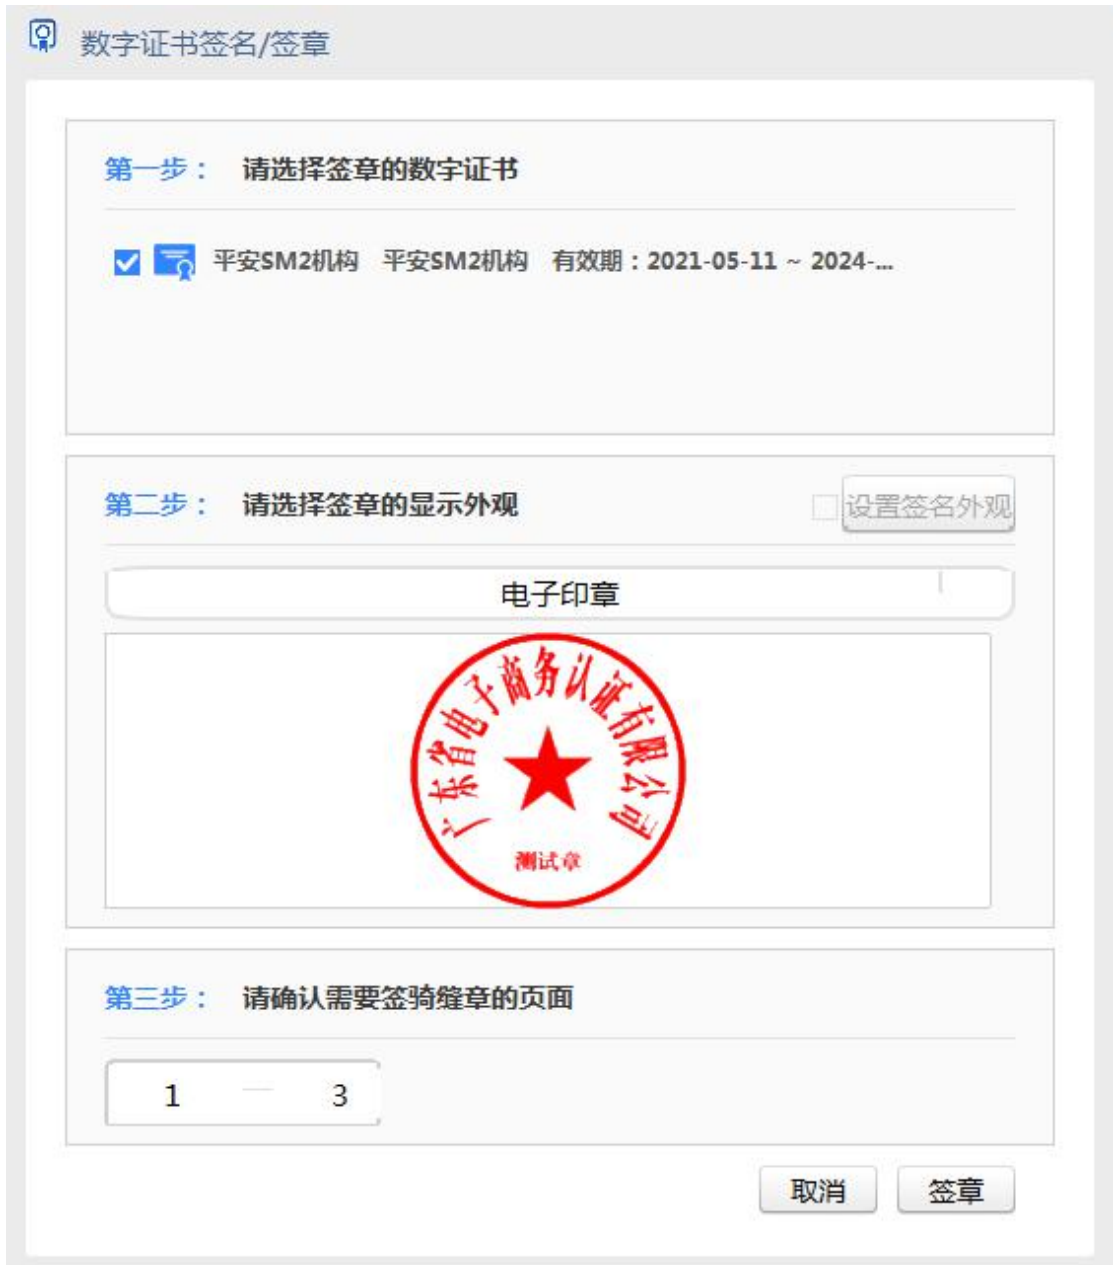 数字证书签名/签章
第一步： 请选择签章的数字证书
平安SM2机构 平安SM2机构 有效期：2021-05-11 ~ 2024-...
第二步： 请选择签章的显示外观
设置签名外观
电子印章
广东省电子商务认证有限公司
测试章
第三步： 请确认需要签骑缝章的页面
1 — 3
取消 签章